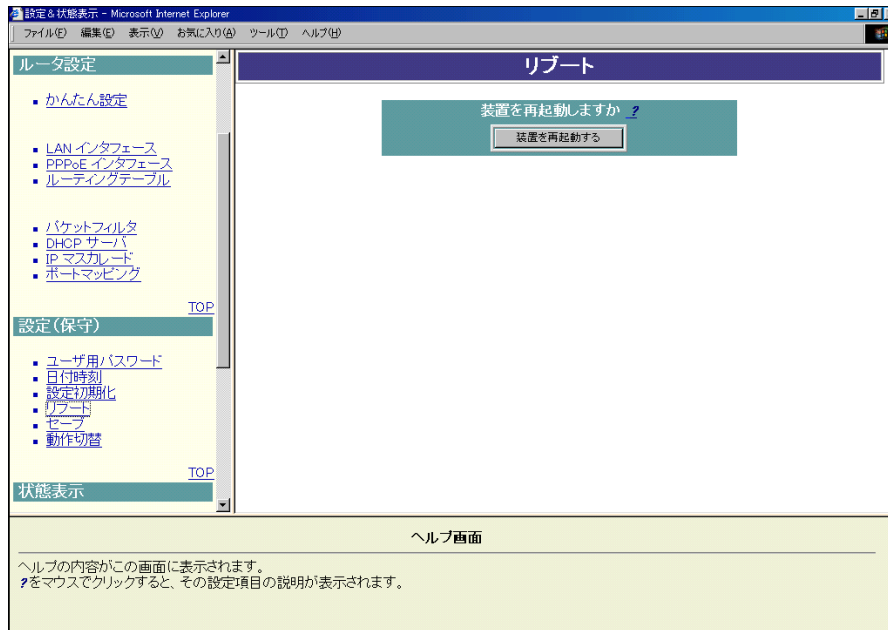 設定&状態表示 - Microsoft Internet Explorer
ファイル(F) 編集(E) 表示(V) お気に入り(A) ツール(T) ヘルプ(H)
ルータ設定
かんたん設定
LAN インタフェース
PPPoE インタフェース
ルーティングテーブル
パケットフィルタ
DHCP サーバ
IP マスカレード
ポートマッピング
TOP
設定(保守)
ユーザ用パスワード
日付時刻
設定初期化
リブート
セーブ
動作切替
TOP
状態表示
リブート
装置を再起動しますか ?
装置を再起動する
ヘルプ画面
ヘルプの内容がこの画面に表示されます。
?をマウスでクリックすると、その設定項目の説明が表示されます。